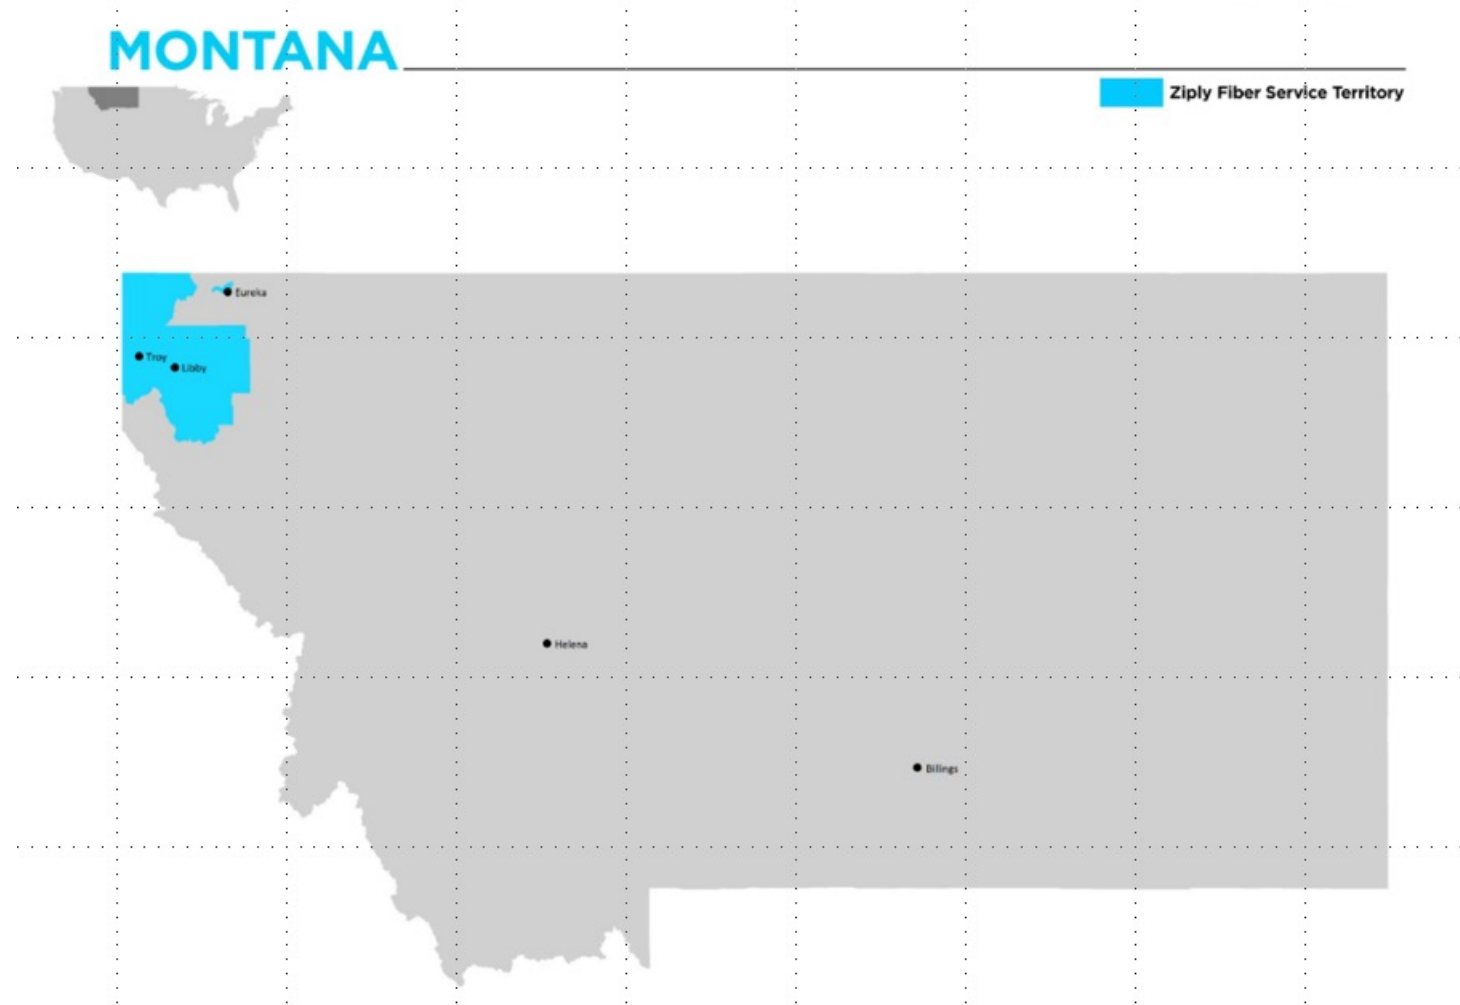 MONTANA
Ziply Fiber Service Territory
Eureka
Troy
Libby
Helena
Billings